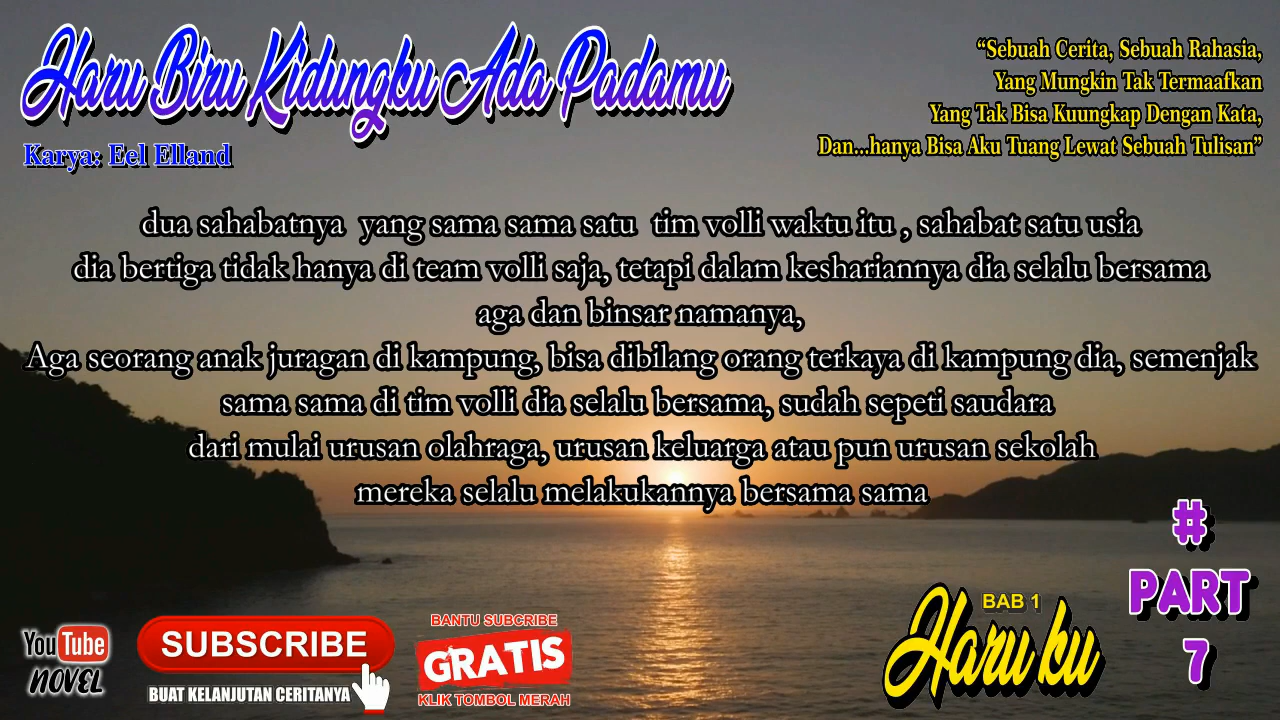 Haru Biru Kidungku Ada Padamu
Karya: Eel Elland
“Sebuah Cerita, Sebuah Rahasia,
Yang Mungkin Tak Termaafkan
Yang Tak Bisa Kuungkap Dengan Kata,
Dan...hanya Bisa Aku Tuang Lewat Sebuah Tulisan”
dua sahabatnya yang sama sama satu tim volli waktu itu , sahabat satu usia
dia bertiga tidak hanya di team volli saja, tetapi dalam keshariannya dia selalu bersama
aga dan binsar namanya,
Aga seorang anak juragan di kampung, bisa dibilang orang terkaya di kampung dia, semenjak
sama sama di tim volli dia selalu bersama, sudah sepeti saudara
dari mulai urusan olahraga, urusan keluarga atau pun urusan sekolah
mereka selalu melakukannya bersama sama
YouTube
NOVEL
SUBSCRIBE
BUAT KELANJUTAN CERITANYA
BANTU SUBCRIBE
GRATIS
KLIK TOMBOL MERAH
BAB 1
Haru ku
#
PART
7